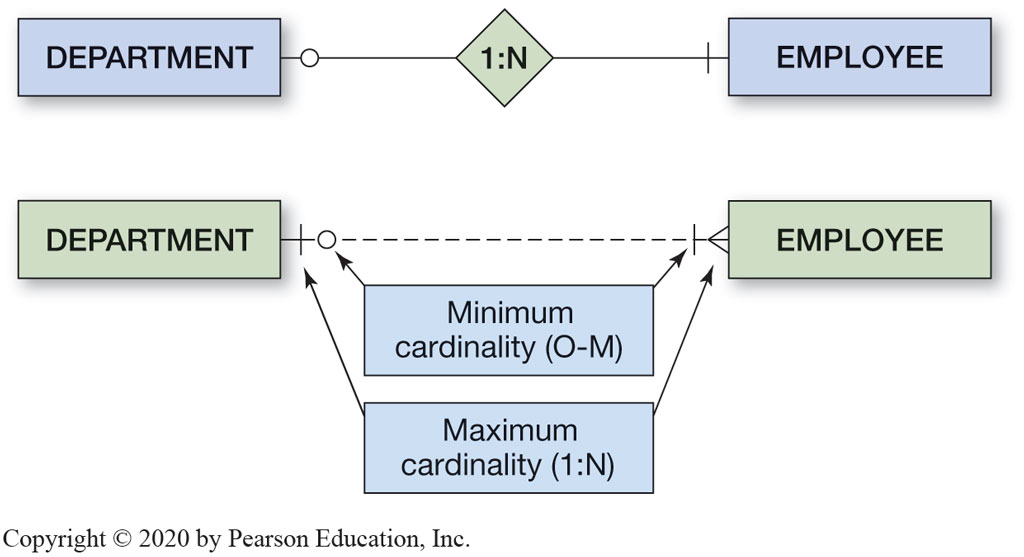 DEPARTMENT 1:N EMPLOYEE
DEPARTMENT EMPLOYEE
Minimum
cardinality (O-M)
Maximum
cardinality (1:N)
Copyright © 2020 by Pearson Education, Inc.